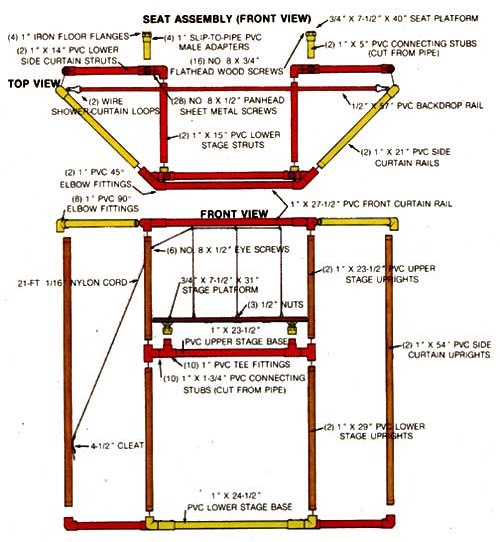 SEAT ASSEMBLY (FRONT VIEW)
3/4" X 7-1/2" X 40" SEAT PLATFORM
(4) 1" IRON FLOOR FLANGES
(4) 1" SLIP-TO-PIPE PVC
MALE ADAPTERS
(2) 1" X 5" PVC CONNECTING STUBS
(CUT FROM PIPE)
(2) 1" X 14" PVC LOWER
SIDE CURTAIN STRUTS
(16) NO. 8 X 3/4"
FLATHEAD WOOD SCREWS
TOP VIEW
(2) WIRE
SHOWER-CURTAIN LOOPS
(28) NO. 8 X 1/2" PANHEAD
SHEET METAL SCREWS
1/2" X 57" PVC BACKDROP RAIL
(2) 1" X 15" PVC LOWER
STAGE STRUTS
(2) 1" X 21" PVC SIDE
CURTAIN RAILS
(2) 1" PVC 45°
ELBOW FITTINGS
(8) 1" PVC 90°
ELBOW FITTINGS
1" X 27-1/2" PVC FRONT CURTAIN RAIL
FRONT VIEW
(6) NO. 8 X 1/2" EYE SCREWS
21-FT 1/16" NYLON CORD
3/4" X 7-1/2" X 31"
STAGE PLATFORM
(2) 1" X 23-1/2" PVC UPPER
STAGE UPRIGHTS
(3) 1/2" NUTS
1" X 23-1/2"
PVC UPPER STAGE BASE
(2) 1" X 54" PVC SIDE
CURTAIN UPRIGHTS
(10) 1" PVC TEE FITTINGS
(10) 1" X 1-3/4" PVC CONNECTING
STUBS (CUT FROM PIPE)
(2) 1" X 29" PVC LOWER
STAGE UPRIGHTS
4-1/2" CLEAT
1" X 24-1/2"
PVC LOWER STAGE BASE